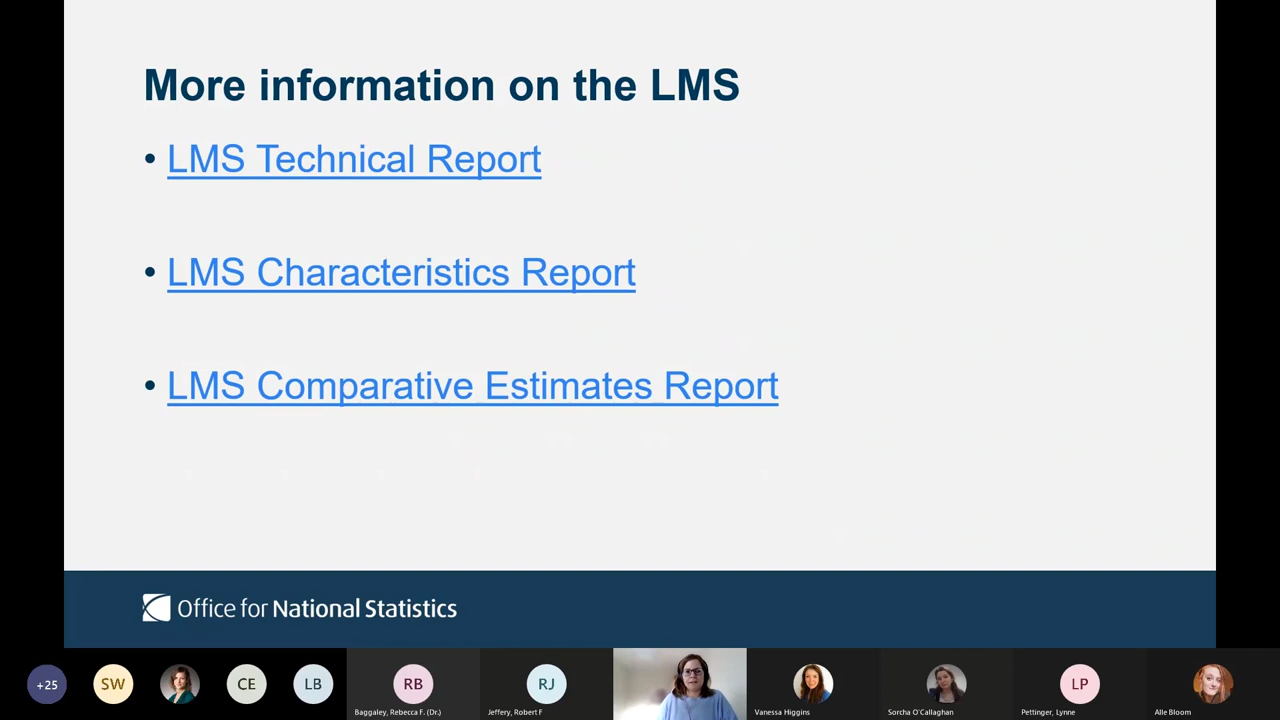 More information on the LMS
• LMS Technical Report
• LMS Characteristics Report
• LMS Comparative Estimates Report
Office for National Statistics
+25
SW
CE
LB
RB
RJ
LP
Baggaley, Rebecca F. (Dr.)
Jeffery, Robert F
Vanessa Higgins
Sorcha O'Callaghan
Pettinger, Lynne
Alle Bloom